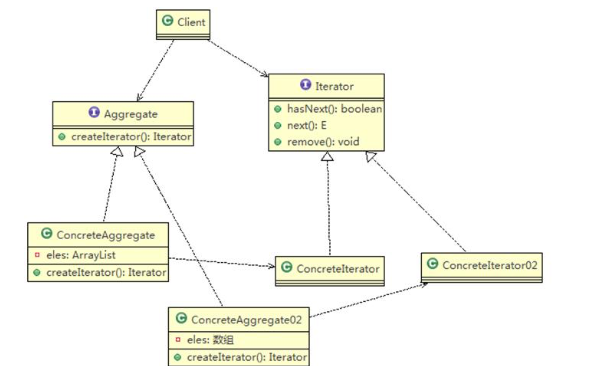 Client
Iterator
hasNext(): boolean
next(): E
remove(): void
Aggregate
createIterator(): Iterator
ConcreteAggregate
eles: ArrayList
createIterator(): Iterator
ConcreteIterator
ConcreteIterator02
ConcreteAggregate02
eles: 数组
createIterator(): Iterator